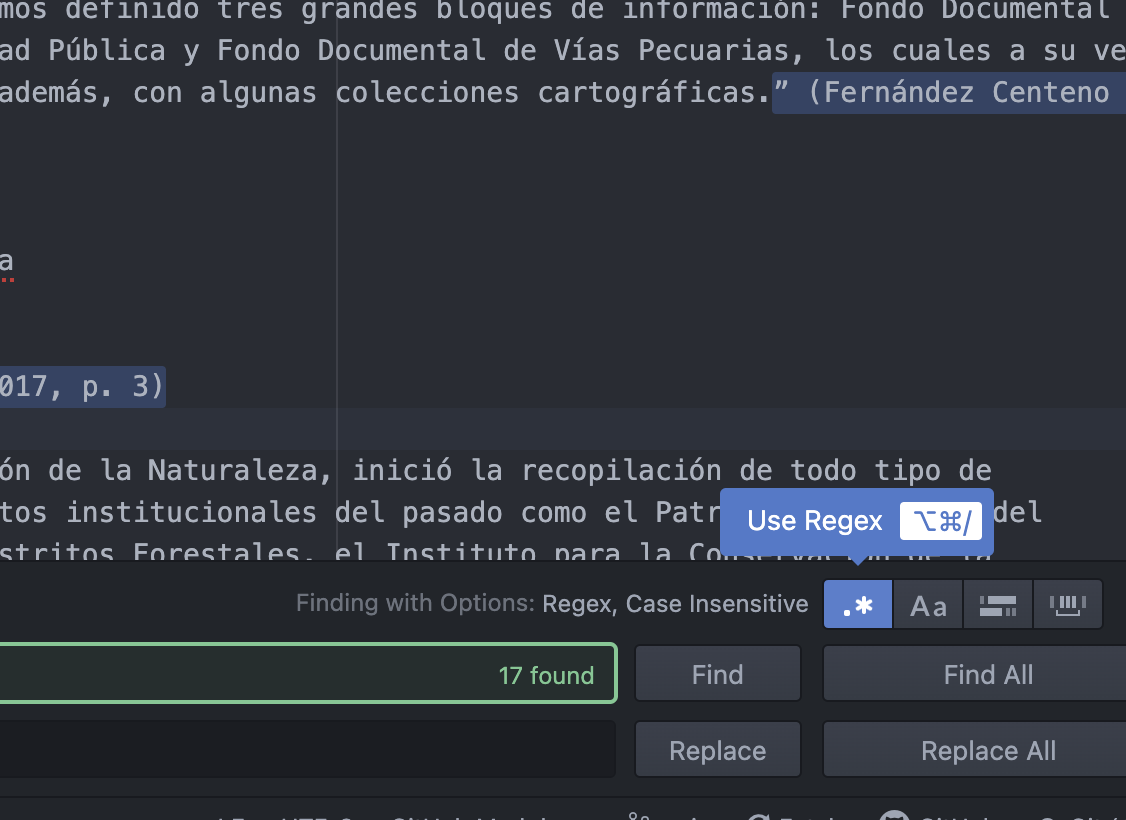 mos definido tres grandes bloques de información: Fondo Documental
ad Pública y Fondo Documental de Vías Pecuarias, los cuales a su ve
además, con algunas colecciones cartográficas.” (Fernández Centeno
a
017, p. 3)
ón de la Naturaleza, inició la recopilación de todo tipo de
tos institucionales del pasado como el Patr del
stritos Forestales, el Instituto para la Conservación de la
Use Regex ⌥⌘/
Finding with Options: Regex, Case Insensitive
.* Aa
17 found
Find
Find All
Replace
Replace All